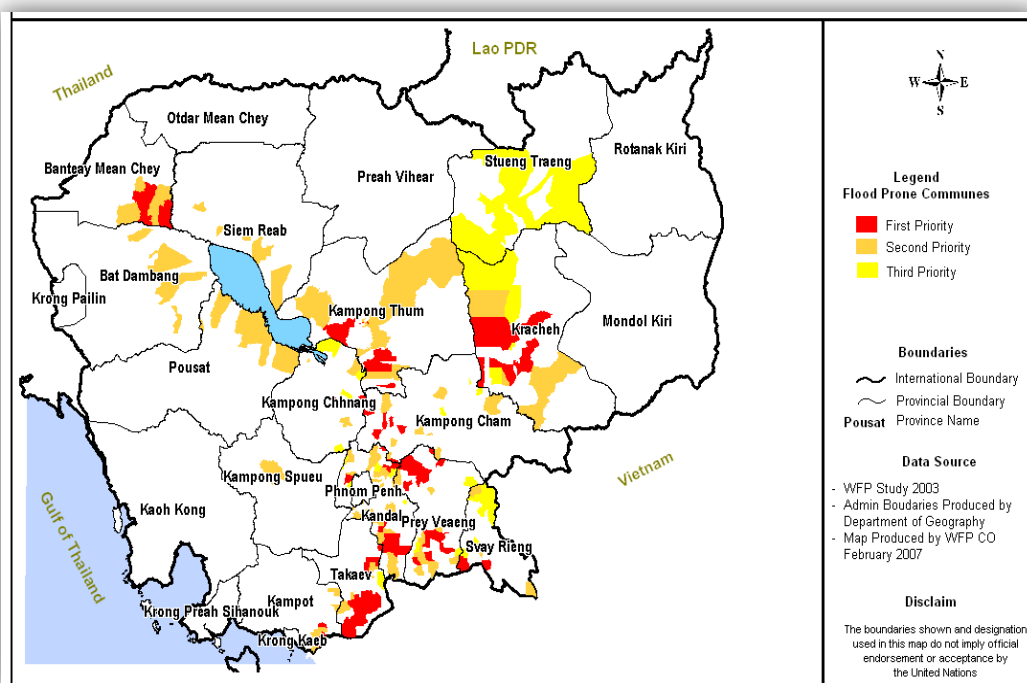 Lao PDR
Thailand
Otdar Mean Chey
Rotanak Kiri
Banteay Mean Chey
Stueng Traeng
Preah Vihear
Siem Reab
Bat Dambang
Krong Pailin
Kampong Thum
Mondol Kiri
Kracheh
Pousat
Kampong Chhnang
Kampong Cham
Vietnam
Kampong Spueu
Phnom Penh
Kaoh Kong
Gulf of Thailand
Kandal
Prey Veaeng
Svay Rieng
Takaev
Kampot
Krong Preah Sihanouk
Krong Kaeb
N
W E
S
Legend
Flood Prone Communes
First Priority
Second Priority
Third Priority
Boundaries
International Boundary
Provincial Boundary
Pousat Province Name
Data Source
- WFP Study 2003
- Admin Boudaries Produced by
Department of Geography
- Map Produced by WFP CO
February 2007
Disclaim
The boundaries shown and designation
used in this map do not imply official
endorsement or acceptance by
the United Nations